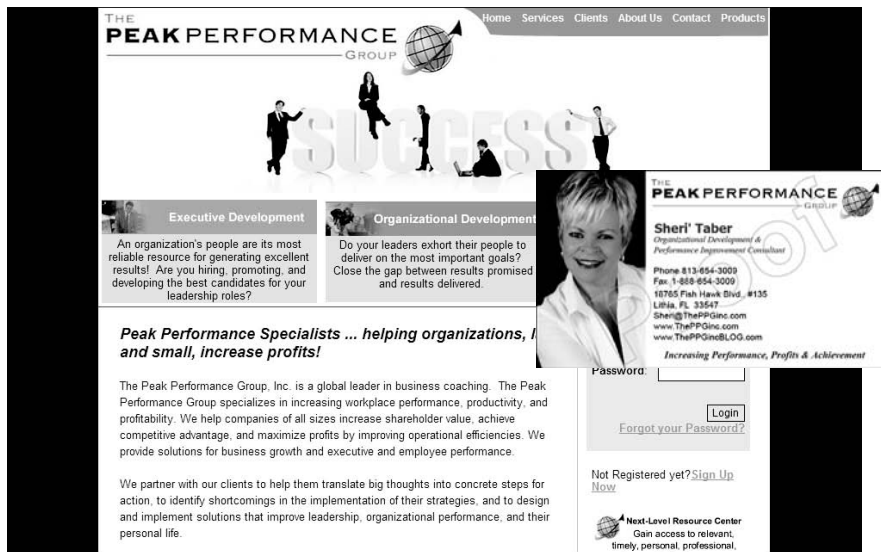 THE
PEAK PERFORMANCE
GROUP
Home Services Clients About Us Contact Products
SUCCESS
Executive Development
An organization's people are its most
reliable resource for generating excellent
results! Are you hiring, promoting, and
developing the best candidates for your
leadership roles?
Organizational Development
Do your leaders exhort their people to
deliver on the most important goals?
Close the gap between results promised
and results delivered.
THE
PEAK PERFORMANCE
GROUP
Sheri' Taber
Organizational Development &
Performance Improvement Consultant
Phone 813-654-3009
Fax 1-888-654-3009
16765 Fish Hawk Blvd., #135
Lithia, FL 33547
Sheri@ThePPGinc.com
www.ThePPGinc.com
www.ThePPGincBLOG.com
Increasing Performance, Profits & Achievement
Proof
Peak Performance Specialists ... helping organizations,
and small, increase profits!
The Peak Performance Group, Inc. is a global leader in business coaching. The Peak
Performance Group specializes in increasing workplace performance, productivity, and
profitability. We help companies of all sizes increase shareholder value, achieve
competitive advantage, and maximize profits by improving operational efficiencies. We
provide solutions for business growth and executive and employee performance.
We partner with our clients to help them translate big thoughts into concrete steps for
action, to identify shortcomings in the implementation of their strategies, and to design
and implement solutions that improve leadership, organizational performance, and their
personal life.
Password:
Login
Forgot your Password?
Not Registered yet?Sign Up
Now
Next-Level Resource Center
Gain access to relevant,
timely, personal, professional,